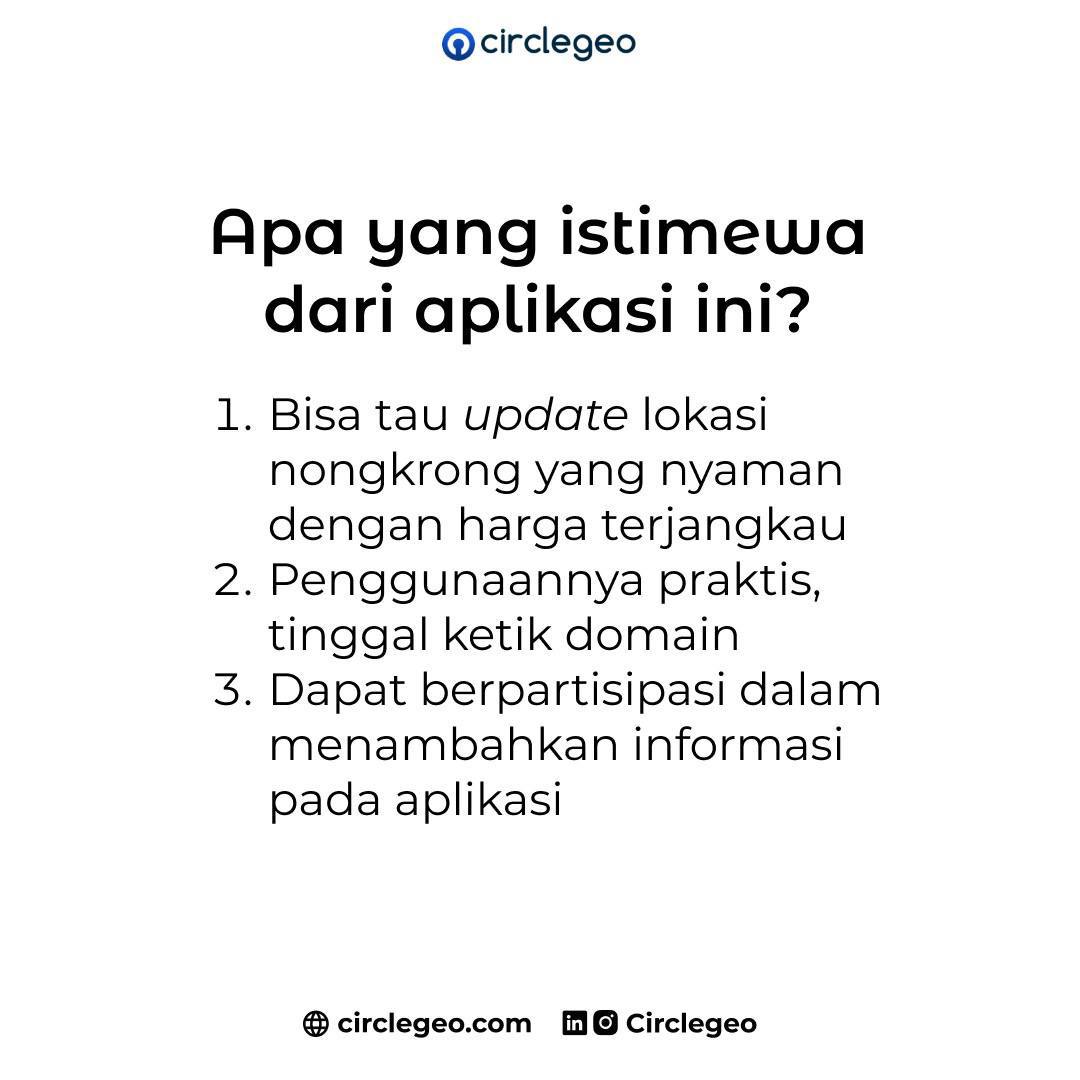 circlegeo
Apa yang istimewa
dari aplikasi ini?
1. Bisa tau update lokasi
nongkrong yang nyaman
dengan harga terjangkau
2. Penggunaannya praktis,
tinggal ketik domain
3. Dapat berpartisipasi dalam
menambahkan informasi
pada aplikasi
circlegeo.com in Circlegeo